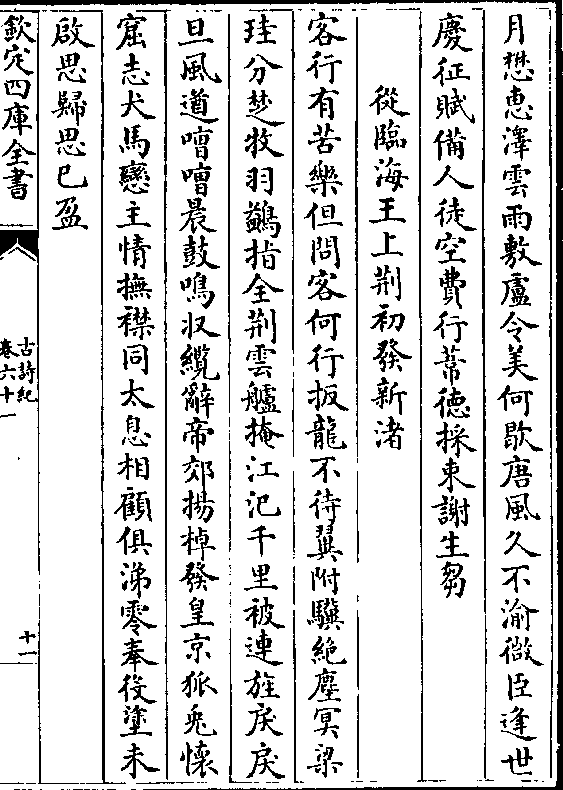 月懋恵澤雲雨敷盧令美何歇唐風久不渝微臣逢世
慶征賦備人徒空費行葦徳採束謝生芻
從臨海王上荆初發新渚
客行有苦樂但問客何行扳龍不待翼附驥絶塵冥梁
珪分楚牧羽鷁指全荆雲艫掩江汜千里被連旌戾戾
旦風遒嘈嘈晨鼓鳴収纜辭帝郊揚棹發皇京狐兎懐
窟志犬馬戀主情撫襟同太息相顧俱涕零奉役塗未
啟思歸思已盈
欽定四庫全書
古詩紀
卷六十一
十一